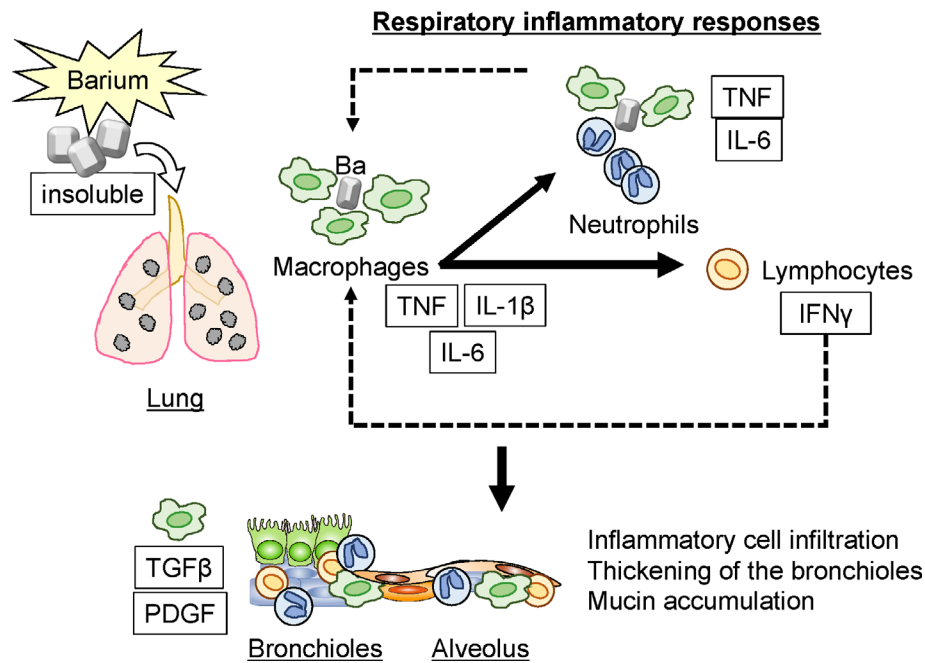 Respiratory inflammatory responses
Barium
insoluble
Lung
Ba
Macrophages
TNF
IL-1β
IL-6
TNF
IL-6
Neutrophils
Lymphocytes
IFNγ
TGFβ
PDGF
Bronchioles
Alveolus
Inflammatory cell infiltration
Thickening of the bronchioles
Mucin accumulation